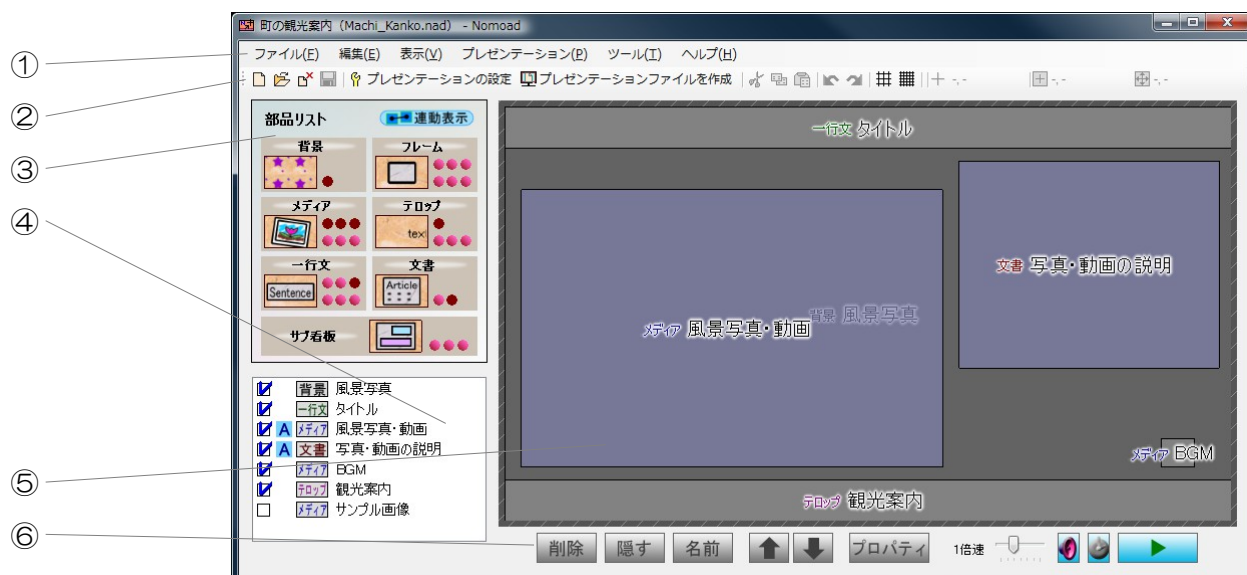 町の観光案内 (Machi_Kanko.nad) - Nomoad
① ファイル(F) 編集(E) 表示(V) プレゼンテーション(P) ツール(T) ヘルプ(H)
② プレゼンテーションの設定 プレゼンテーションファイルを作成 -,- -,- -,-
③
④
⑤
⑥
部品リスト 連動表示
背景 フレーム
メディア テロップ
text
一行文 文書
Sentence Article
サブ看板
背景 風景写真
一行文 タイトル
A メディア 風景写真・動画
A 文書 写真・動画の説明
メディア BGM
テロップ 観光案内
メディア サンプル画像
一行文 タイトル
文書 写真・動画の説明
メディア 風景写真・動画
背景 風景写真
メディア BGM
テロップ 観光案内
削除 隠す 名前 プロパティ 1倍速